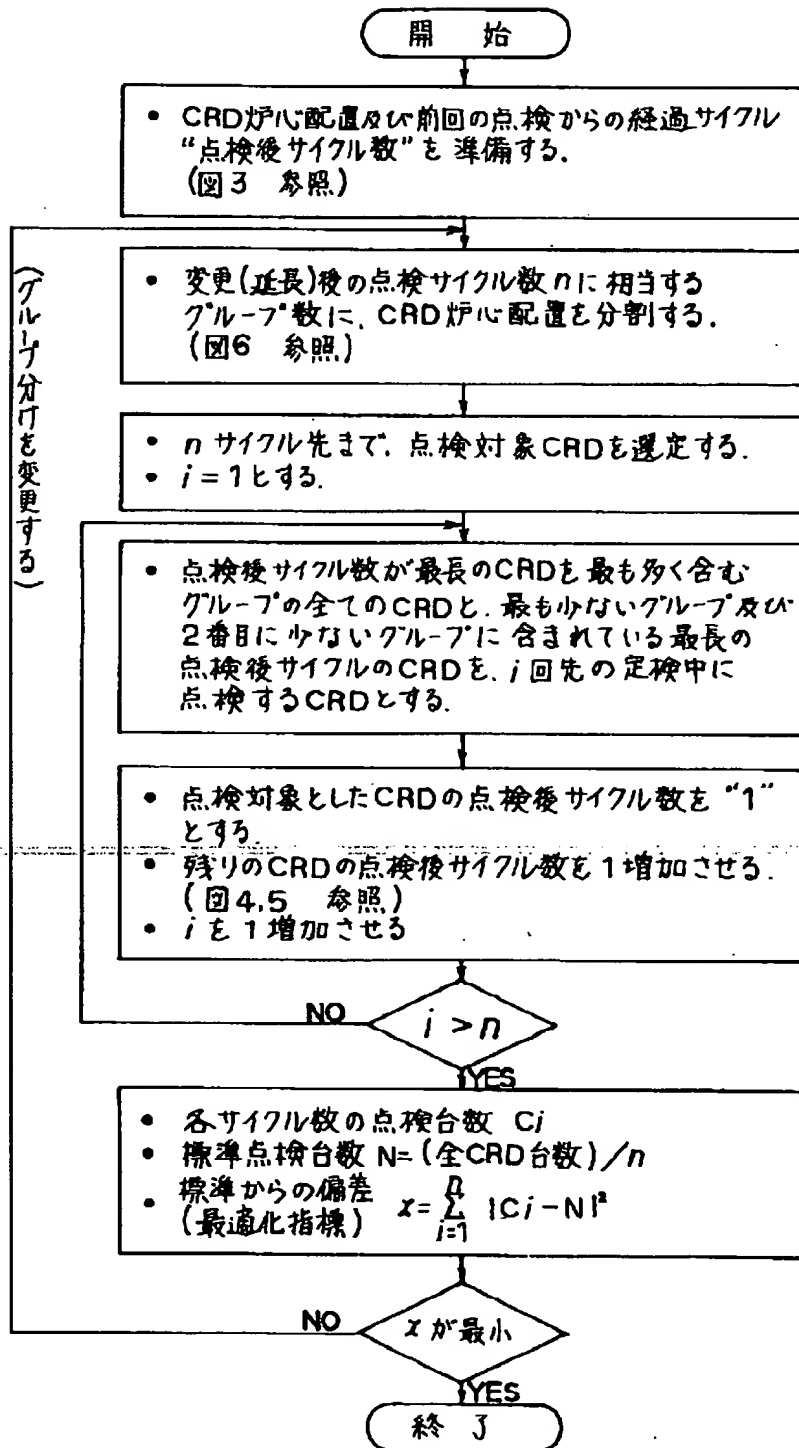 開 始
• CRD炉心配置及び前回の点検からの経過サイクル
“点検後サイクル数”を準備する.
(図3 参照)
(グループ分けを変更する)
• 変更(延長)後の点検サイクル数nに相当する
グループ数に、CRD炉心配置を分割する.
(図6 参照)
• nサイクル先まで、点検対象CRDを選定する.
• i=1とする.
• 点検後サイクル数が最長のCRDを最も多く含む
グループの全てのCRDと、最も少ないグループ及び
2番目に少ないグループに含まれている最長の
点検後サイクルのCRDを、i回先の定検中に
点検するCRDとする.
• 点検対象としたCRDの点検後サイクル数を“1”
とする.
• 残りのCRDの点検後サイクル数を1増加させる.
(図4,5 参照)
• iを1増加させる
NO
i>n
YES
• 各サイクル数の点検台数 Ci
• 標準点検台数 N=(全CRD台数)/n
• 標準からの偏差
(最適化指標) x=Σ|Ci-N|²
n
i=1
NO
xが最小
YES
終 了